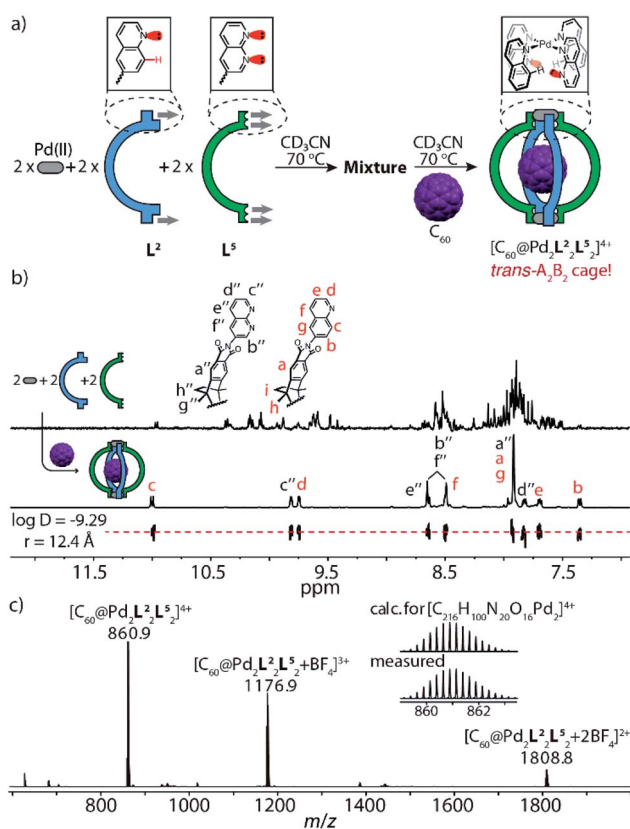 a)
N
H
N
N
N
N
Pd
N
N
H
H
Pd(II)
2 x + 2 x
+ 2 x
CD₃CN
70 °C
Mixture
CD₃CN
70 °C
C₆₀
L²
L⁵
[C₆₀@Pd₂L²₂L⁵₂]⁴⁺
trans-A₂B₂ cage!
b)
d'' c''
e''
f''
N
N
b''
O N O
a''
h''
g''
e d
f
N
g c
b
O N O
a
i
h
2 + 2 + 2
c
c'' d
e''
b''
f''
f
a''
a
g
d'' e
b
log D = -9.29
r = 12.4 Å
11.5 10.5 9.5 8.5 7.5
ppm
c)
[C₆₀@Pd₂L²₂L⁵₂]⁴⁺
860.9
[C₆₀@Pd₂L²₂L⁵₂+BF₄]³⁺
1176.9
calc.for [C₂₁₆H₁₀₀N₂₀O₁₆Pd₂]⁴⁺
measured
860 862
[C₆₀@Pd₂L²₂L⁵₂+2BF₄]²⁺
1808.8
800 1000 1200 1400 1600 1800
m/z